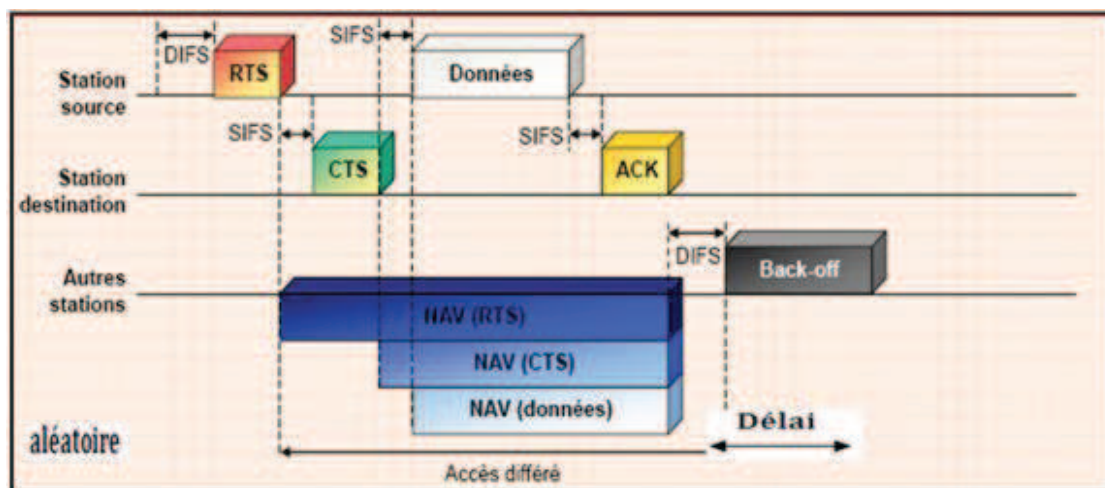 SIFS
DIFS
RTS
Données
Station
source
SIFS
SIFS
CTS
ACK
Station
destination
DIFS
Back-off
Autres
stations
NAV (RTS)
NAV (CTS)
NAV (données)
Délai
aléatoire
Accès différé